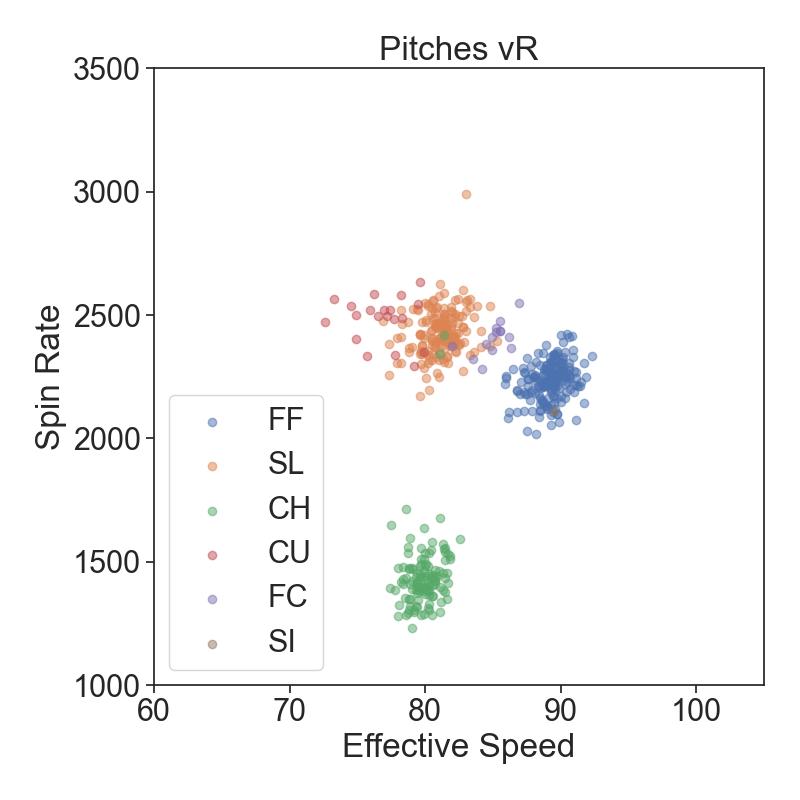 Pitches vR
3500
3000
2500
2000
1500
1000
Spin Rate
FF
SL
CH
CU
FC
SI
60 70 80 90 100
Effective Speed